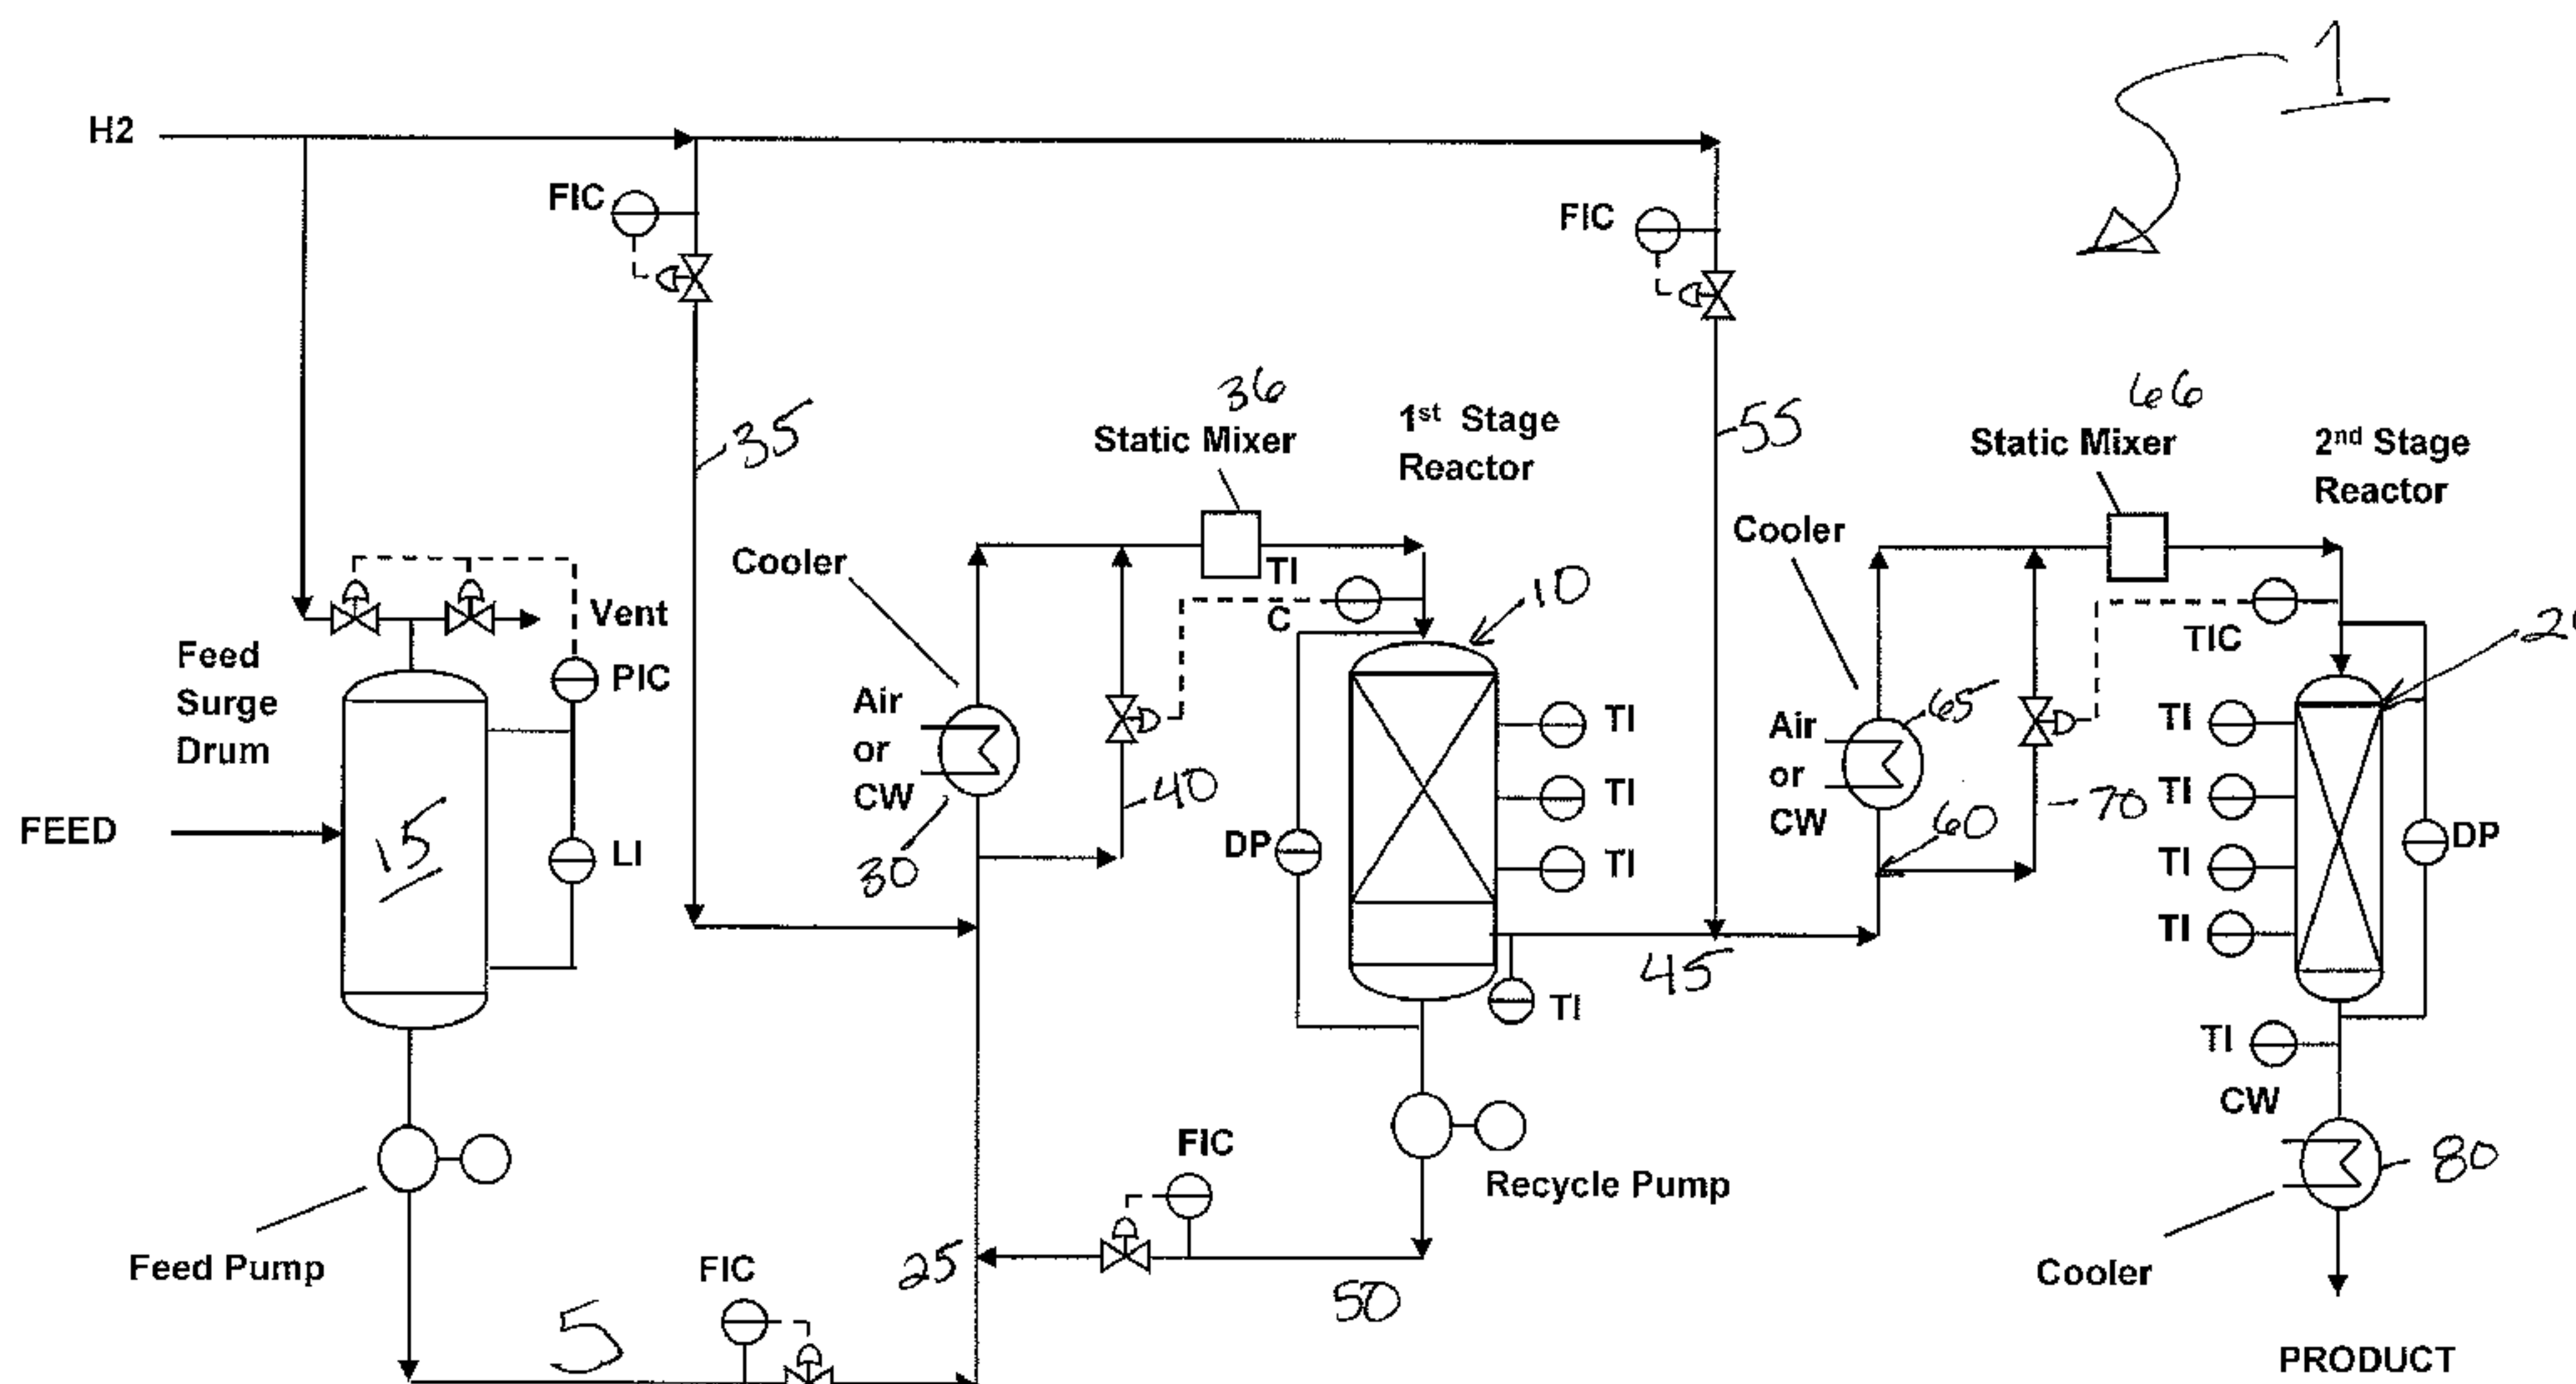 1
H2
FIC
FIC
35
36
Static Mixer
1st Stage
Reactor
55
66
Static Mixer
2nd Stage
Reactor
Cooler
Cooler
TI
C
10
Vent
TIC
Feed
Surge
Drum
PIC
Air
or
CW
30
40
TI
TI
TI
DP
Air
or
CW
65
60
70
TI
TI
TI
TI
DP
FEED
15
LI
45
TI
TI
CW
FIC
Recycle Pump
80
Feed Pump
FIC
25
50
Cooler
5
PRODUCT